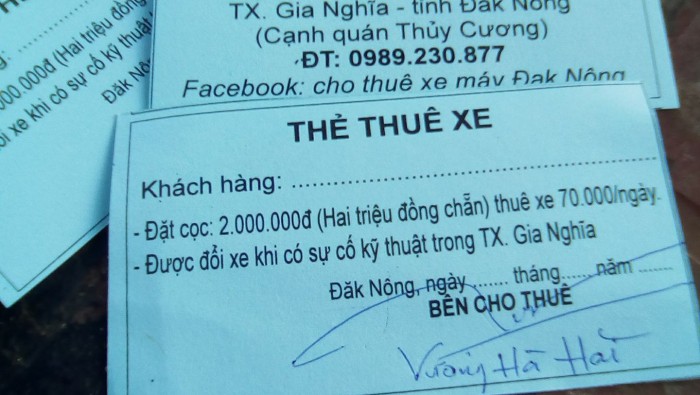 TX. Gia Nghĩa - tỉnh Đăk Nông
(Cạnh quán Thủy Cương)
ĐT: 0989.230.877
Facebook: cho thuê xe máy Đak Nông
000.000đ (Hai triệu đồng
xe khi có sự cố kỹ thuật
Đăk Nô
THẺ THUÊ XE
Khách hàng: ........................................................
- Đặt cọc: 2.000.000đ (Hai triệu đồng chẵn) thuê xe 70.000/ngày.
- Được đổi xe khi có sự cố kỹ thuật trong TX. Gia Nghĩa
Đăk Nông, ngày ....... tháng...... năm .......
BÊN CHO THUÊ
Vương Hà Hải